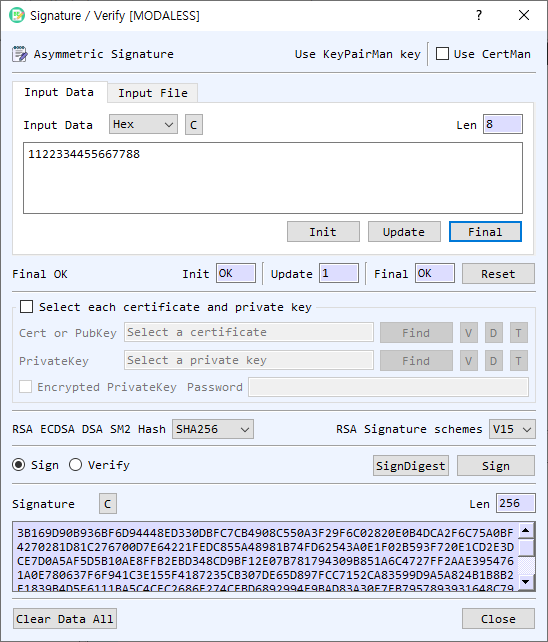 Signature / Verify [MODALESS]
Asymmetric Signature Use KeyPairMan key Use CertMan
Input Data Input File
Input Data Hex C Len 8
1122334455667788
Init Update Final
Final OK Init OK Update 1 Final OK Reset
Select each certificate and private key
Cert or PubKey Select a certificate Find V D T
PrivateKey Select a private key Find V D T
Encrypted PrivateKey Password
RSA ECDSA DSA SM2 Hash SHA256 RSA Signature schemes V15
Sign Verify SignDigest Sign
Signature C Len 256
3B169D90B936BF6D94448ED330DBFC7CB4908C550A3F29F6C02820E0B4DCA2F6C75A0BF
4270281D81C276700D7E64221FEDC855A48981B74FD62543A0E1F02B593F720E1CD2E3D
CE7D0A5AF5D5B10AE8FFB2EBD348CD9BF12E07B781794309B851A6C4727FF2AAE395476
1A0E780637F6F941C3E155F4187235CB307DE65D897FCC7152CA83599D9A5A824B1B8B2
Clear Data All Close